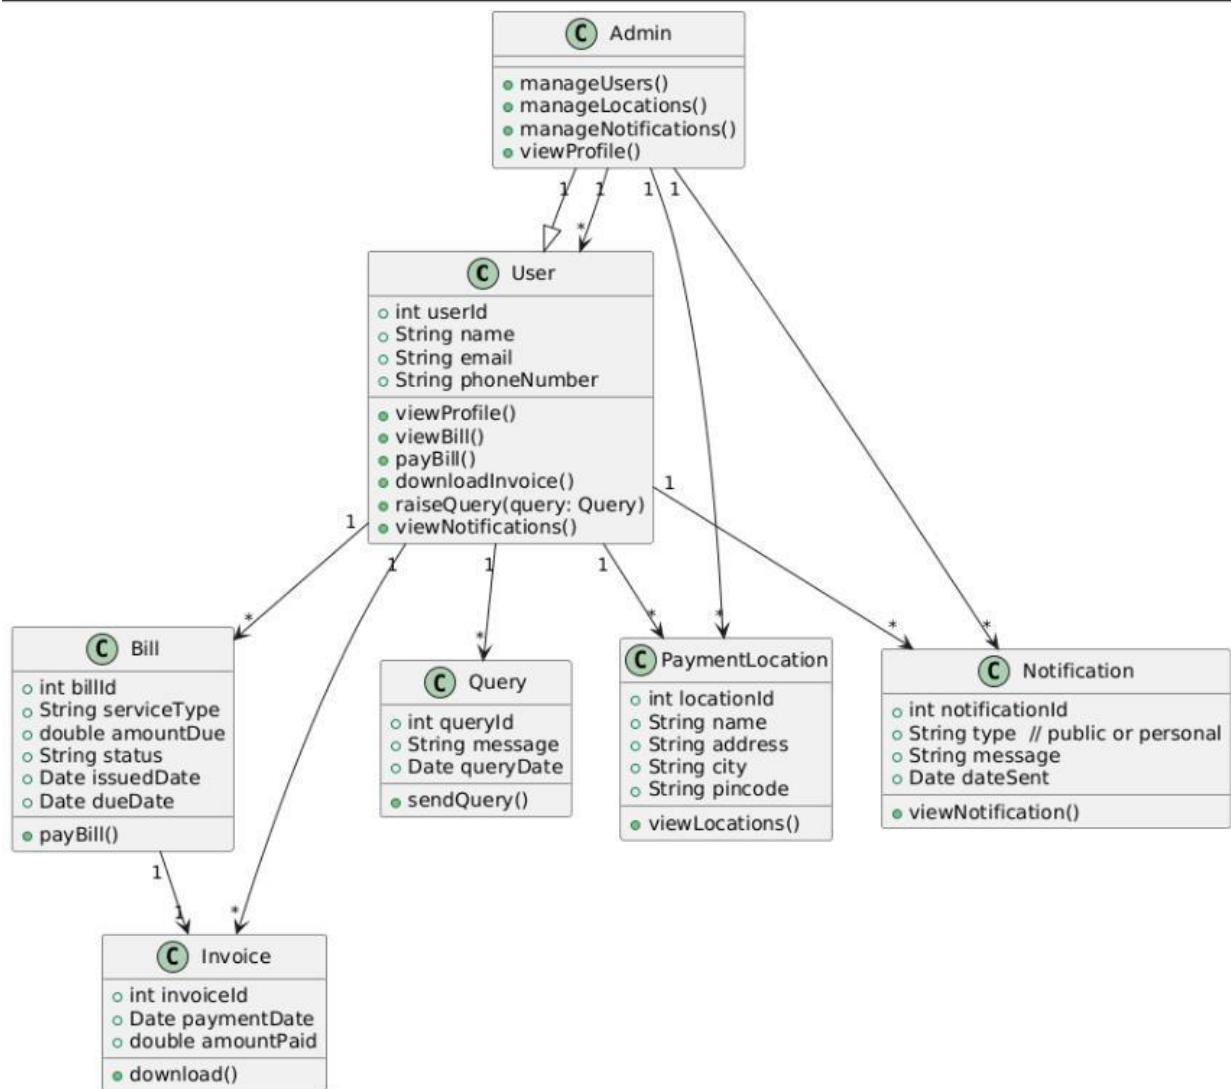 C Admin
manageUsers()
manageLocations()
manageNotifications()
viewProfile()
1 1 1 1
*
C User
int userId
String name
String email
String phoneNumber
viewProfile()
viewBill()
payBill()
downloadInvoice()
raiseQuery(query: Query)
viewNotifications()
1
1
1 1 1
* * * * *
C Bill
int billId
String serviceType
double amountDue
String status
Date issuedDate
Date dueDate
payBill()
C Query
int queryId
String message
Date queryDate
sendQuery()
C PaymentLocation
int locationId
String name
String address
String city
String pincode
viewLocations()
C Notification
int notificationId
String type // public or personal
String message
Date dateSent
viewNotification()
1
1 *
*
C Invoice
int invoiceId
Date paymentDate
double amountPaid
download()